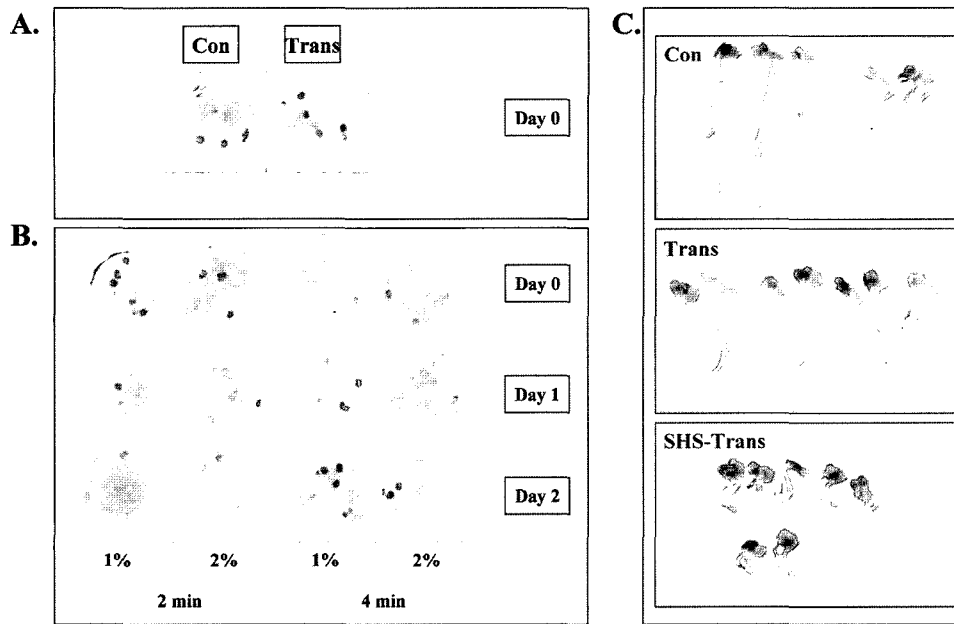 A.
Con Trans
Day 0
B.
Day 0
Day 1
Day 2
1% 2% 1% 2%
2 min 4 min
C.
Con
Trans
SHS-Trans